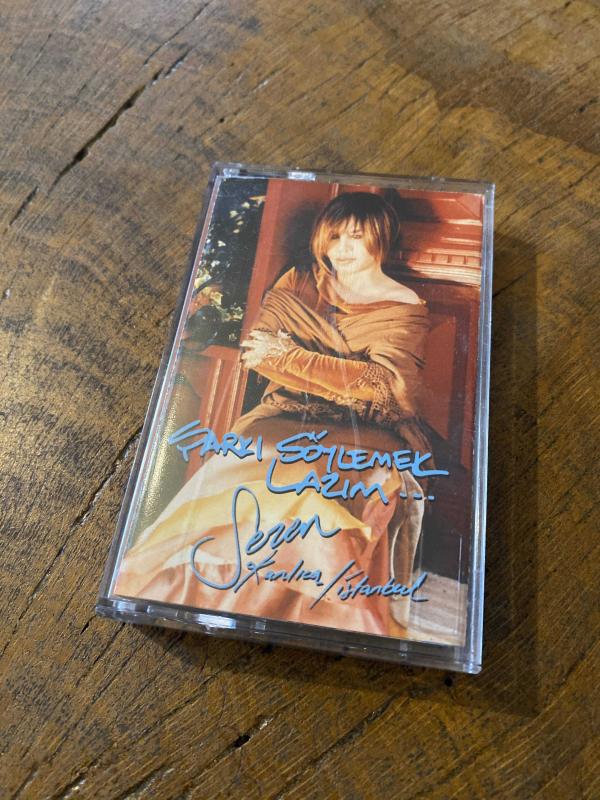 ŞARKI SÖYLEMEK
LAZIM...
Sezen
Kanlıca/İstanbul